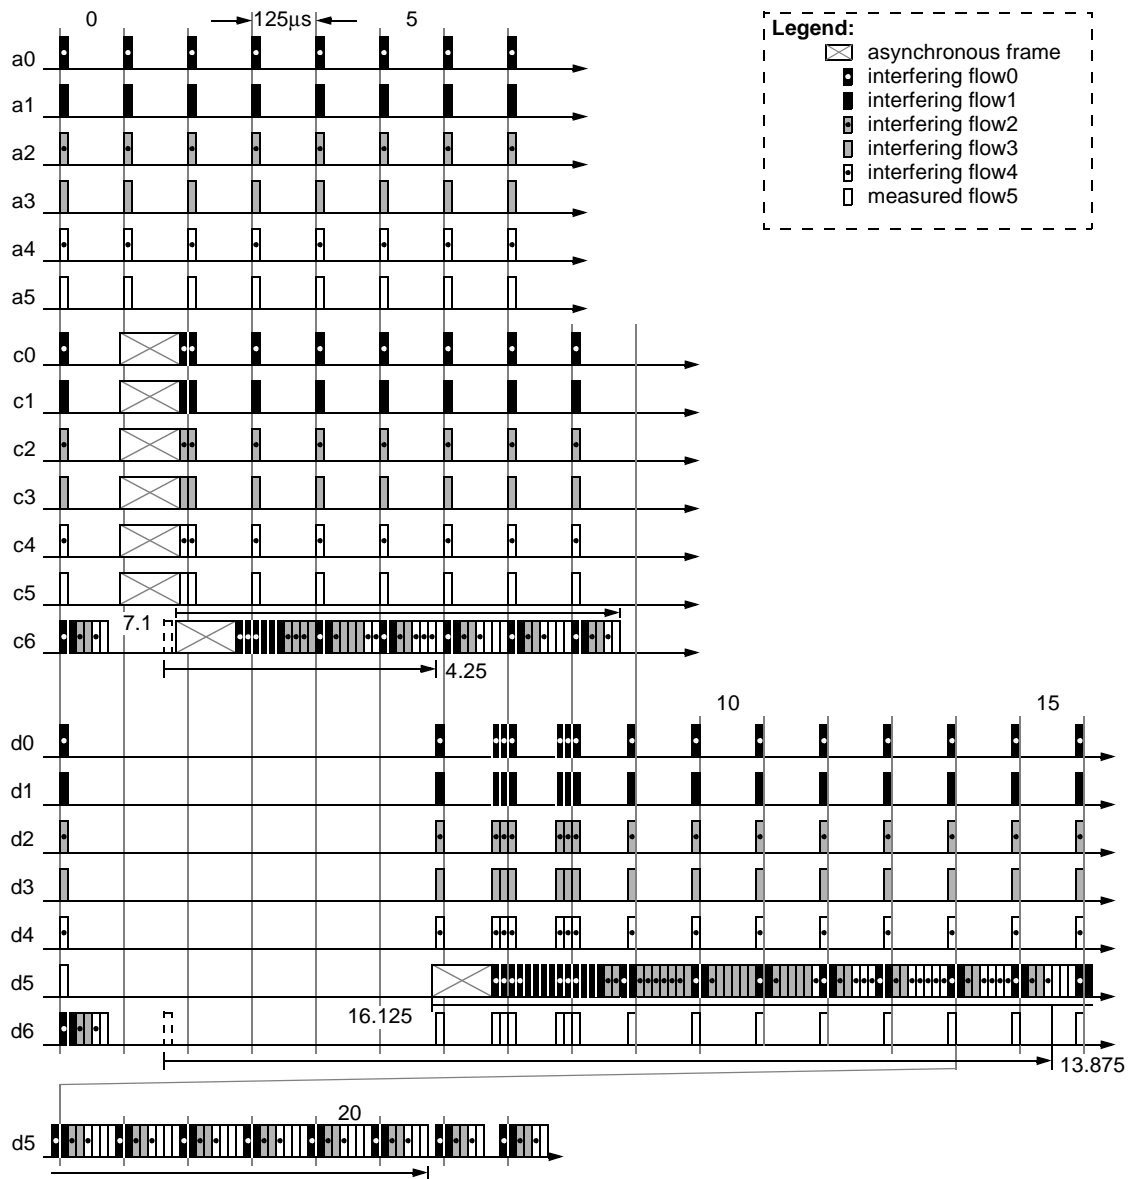 0 125μs 5
Legend:
asynchronous frame
interfering flow0
interfering flow1
interfering flow2
interfering flow3
interfering flow4
measured flow5
a0
a1
a2
a3
a4
a5
c0
c1
c2
c3
c4
c5
7.1
c6
4.25
10 15
d0
d1
d2
d3
d4
d5
16.125
d6
13.875
20
d5